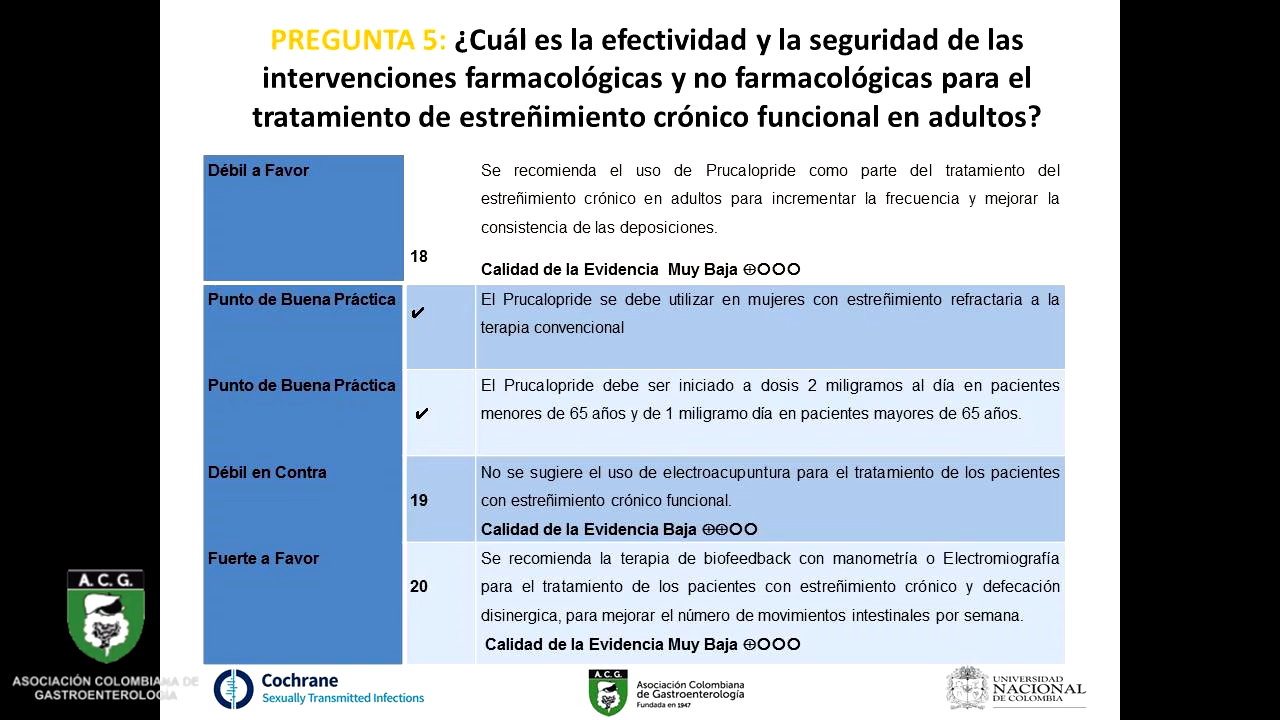 PREGUNTA 5: ¿Cuál es la efectividad y la seguridad de las
intervenciones farmacológicas y no farmacológicas para el
tratamiento de estreñimiento crónico funcional en adultos?
Débil a Favor
18
Se recomienda el uso de Prucalopride como parte del tratamiento del
estreñimiento crónico en adultos para incrementar la frecuencia y mejorar la
consistencia de las deposiciones.
Calidad de la Evidencia Muy Baja ⊕○○○
Punto de Buena Práctica
✔
El Prucalopride se debe utilizar en mujeres con estreñimiento refractaria a la
terapia convencional
Punto de Buena Práctica
✔
El Prucalopride debe ser iniciado a dosis 2 miligramos al día en pacientes
menores de 65 años y de 1 miligramo día en pacientes mayores de 65 años.
Débil en Contra
19
No se sugiere el uso de electroacupuntura para el tratamiento de los pacientes
con estreñimiento crónico funcional.
Calidad de la Evidencia Baja ⊕⊕○○
Fuerte a Favor
20
Se recomienda la terapia de biofeedback con manometría o Electromiografía
para el tratamiento de los pacientes con estreñimiento crónico y defecación
disinergica, para mejorar el número de movimientos intestinales por semana.
Calidad de la Evidencia Muy Baja ⊕○○○
A.C.G.
ASOCIACIÓN COLOMBIANA DE
GASTROENTEROLOGÍA
Cochrane
Sexually Transmitted Infections
A.C.G.
Asociación Colombiana
de Gastroenterología
Fundada en 1947
UNIVERSIDAD
NACIONAL
DE COLOMBIA